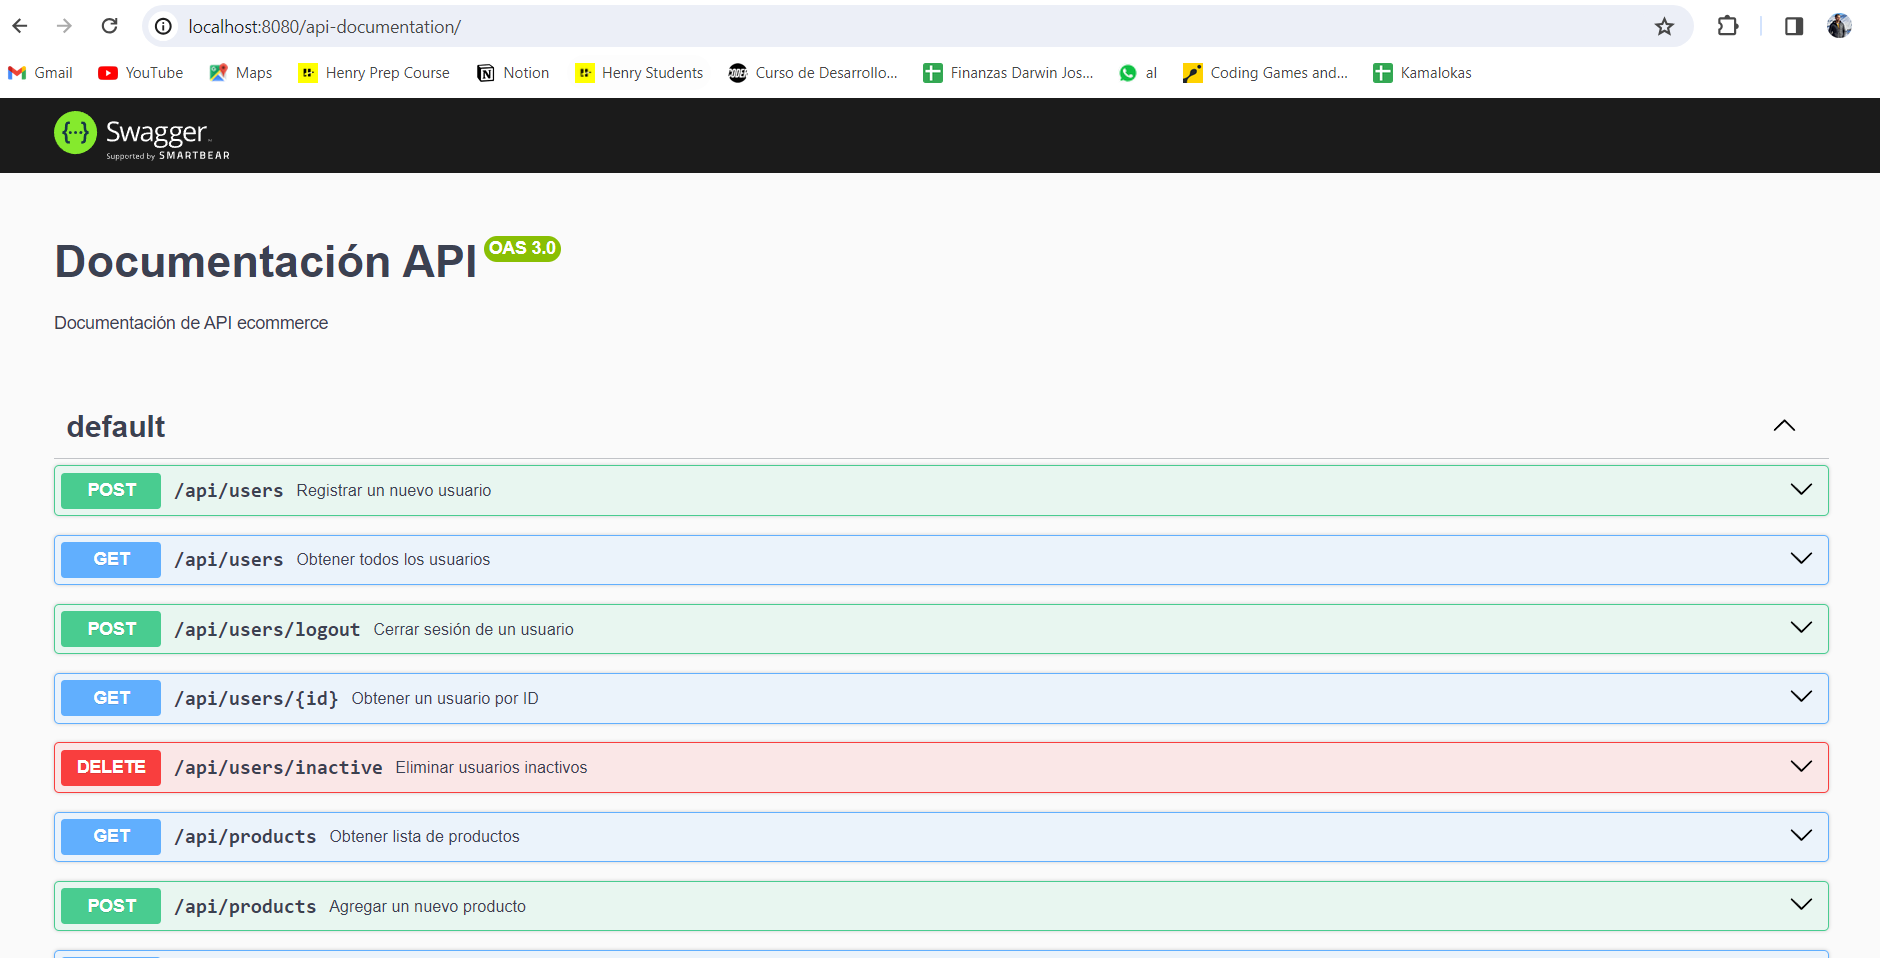 localhost:8080/api-documentation/
Gmail YouTube Maps Henry Prep Course Notion Henry Students Curso de Desarrollo... Finanzas Darwin Jos... al Coding Games and... Kamalokas
{···} Swagger
Supported by SMARTBEAR
Documentación API OAS 3.0
Documentación de API ecommerce
default
POST /api/users Registrar un nuevo usuario
GET /api/users Obtener todos los usuarios
POST /api/users/logout Cerrar sesión de un usuario
GET /api/users/{id} Obtener un usuario por ID
DELETE /api/users/inactive Eliminar usuarios inactivos
GET /api/products Obtener lista de productos
POST /api/products Agregar un nuevo producto